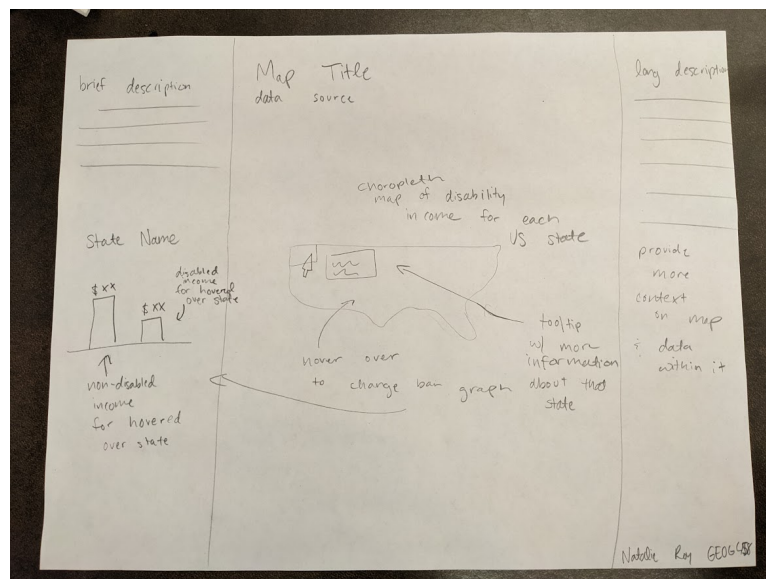 brief description
State Name
$ XX
$ XX
disabled
income
for hovered
over state
non-disabled
income
for hovered
over state
Map Title
data source
choropleth
map of disability
income for each
US state
hover over
to change bar graph
tooltip
w/ more
information
about that
state
long description
provide
more
context
on map
& data
within it
Natalie Roy GEOG